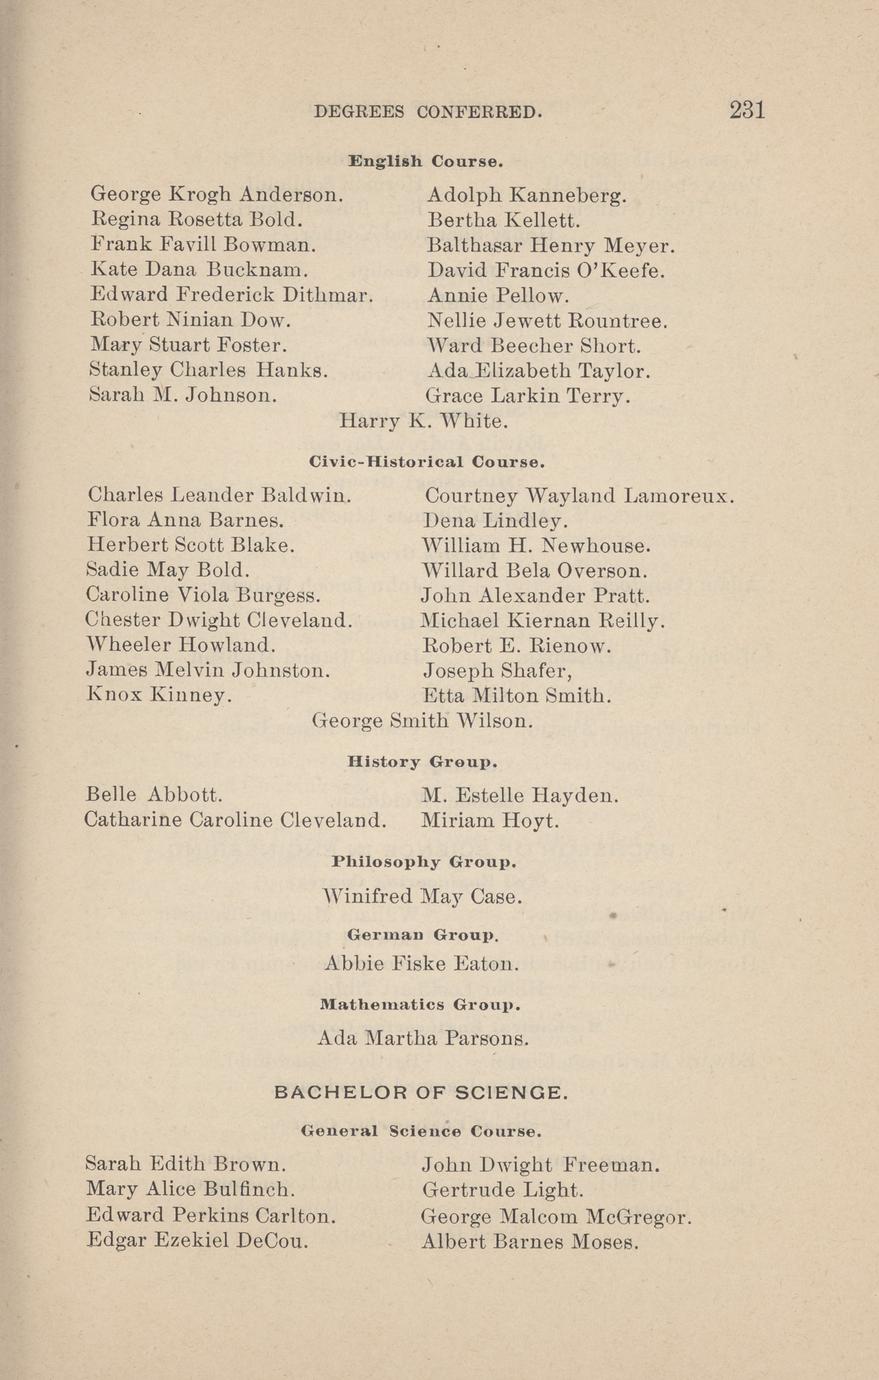 DEGREES CONFERRED. 231
English Course.
George Krogh Anderson. Adolph Kanneberg.
Regina Rosetta Bold. Bertha Kellett.
Frank Favill Bowman. Balthasar Henry Meyer.
Kate Dana Bucknam. David Francis O'Keefe.
Edward Frederick Dithmar. Annie Pellow.
Robert Ninian Dow. Nellie Jewett Rountree.
Mary Stuart Foster. Ward Beecher Short.
Stanley Charles Hanks. Ada Elizabeth Taylor.
Sarah M. Johnson. Grace Larkin Terry.
Harry K. White.
Civic-Historical Course.
Charles Leander Baldwin. Courtney Wayland Lamoreux.
Flora Anna Barnes. Dena Lindley.
Herbert Scott Blake. William H. Newhouse.
Sadie May Bold. Willard Bela Overson.
Caroline Viola Burgess. John Alexander Pratt.
Chester Dwight Cleveland. Michael Kiernan Reilly.
Wheeler Howland. Robert E. Rienow.
James Melvin Johnston. Joseph Shafer,
Knox Kinney. Etta Milton Smith.
George Smith Wilson.
History Group.
Belle Abbott. M. Estelle Hayden.
Catharine Caroline Cleveland. Miriam Hoyt.
Philosophy Group.
Winifred May Case.
German Group.
Abbie Fiske Eaton.
Mathematics Group.
Ada Martha Parsons.
BACHELOR OF SCIENGE.
General Science Course.
Sarah Edith Brown. John Dwight Freeman.
Mary Alice Bulfinch. Gertrude Light.
Edward Perkins Carlton. George Malcom McGregor.
Edgar Ezekiel DeCou. Albert Barnes Moses.